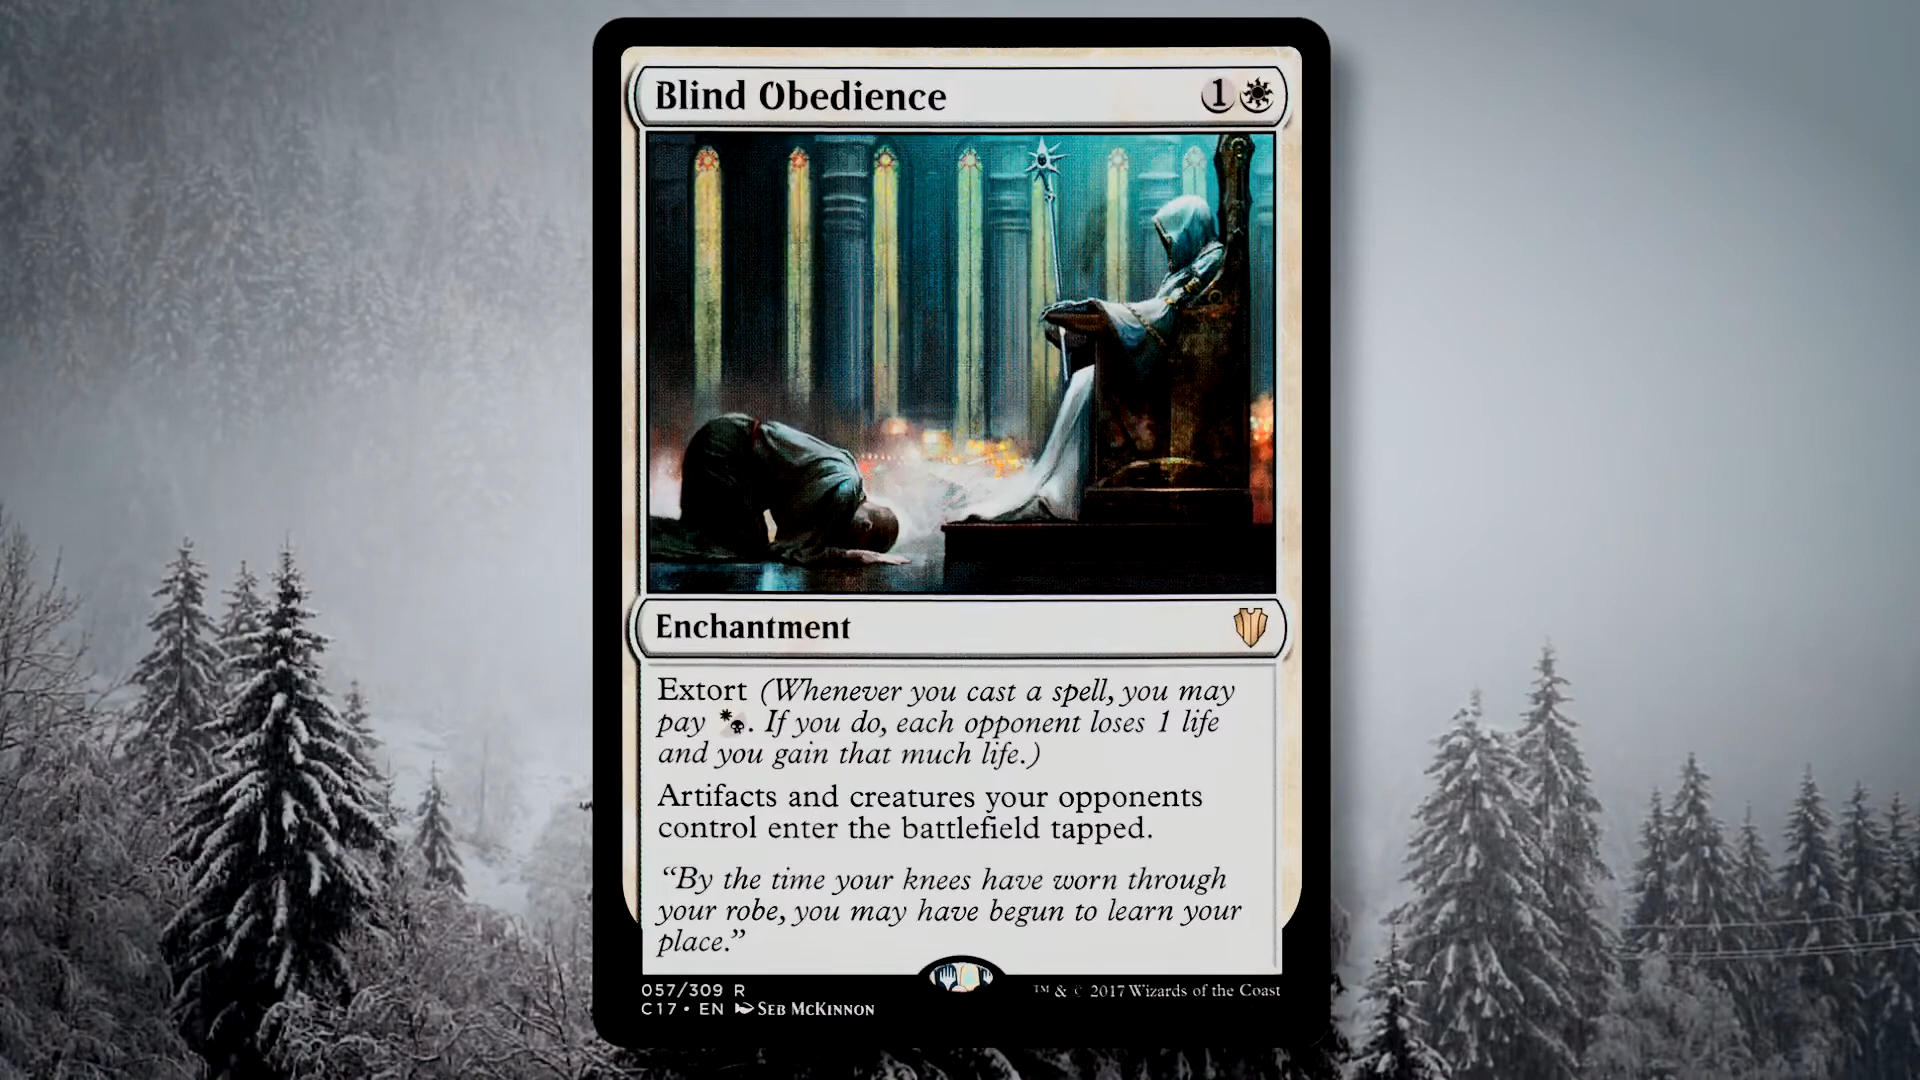 Blind Obedience 1
Enchantment
Extort (Whenever you cast a spell, you may
pay . If you do, each opponent loses 1 life
and you gain that much life.)
Artifacts and creatures your opponents
control enter the battlefield tapped.
“By the time your knees have worn through
your robe, you may have begun to learn your
place.”
057/309 R
C17 • EN Seb McKinnon
™ & © 2017 Wizards of the Coast